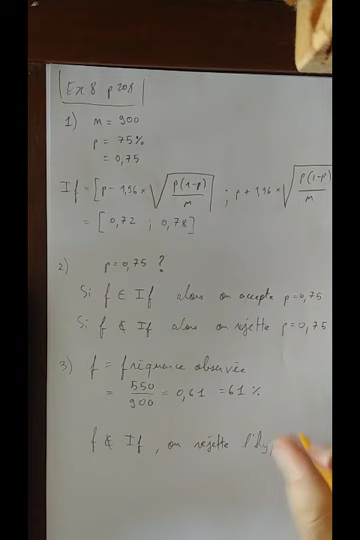 Ex 8 p 208
1) m = 900
p = 75%
= 0,75
If = [p - 1,96 × √(p(1-p)/m) ; p + 1,96 × √(p(1-p)/m)
= [0,72 ; 0,78]
2) p = 0,75 ?
Si f ∈ If alors on accepte p = 0,75
Si f ∉ If alors on rejette p = 0,75
3) f = fréquence observée
= 550/900 = 0,61 = 61 %
f ∉ If, on rejette l'hy